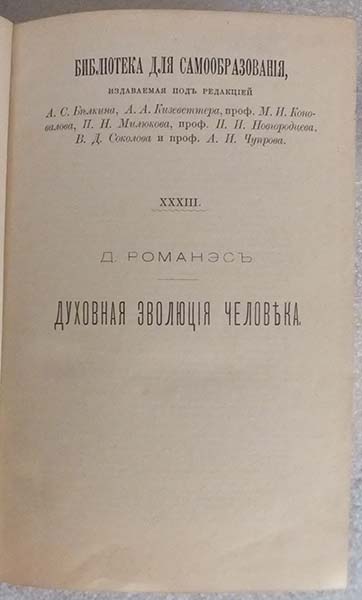 БИБЛІОТЕКА ДЛЯ САМООБРАЗОВАНІЯ,
ИЗДАВАЕМАЯ ПОДЪ РЕДАКЦІЕЙ
А. С. Бѣлкина, А. А. Кизеветтера, проф. М. И. Коно-
валова, П. Н. Милюкова, проф. П. И. Новгородцева,
В. Д. Соколова и проф. А. И. Чупрова.
XXXIII.
Д. РОМАНЭСЪ
ДУХОВНАЯ ЭВОЛЮЦІЯ ЧЕЛОВѢКА.